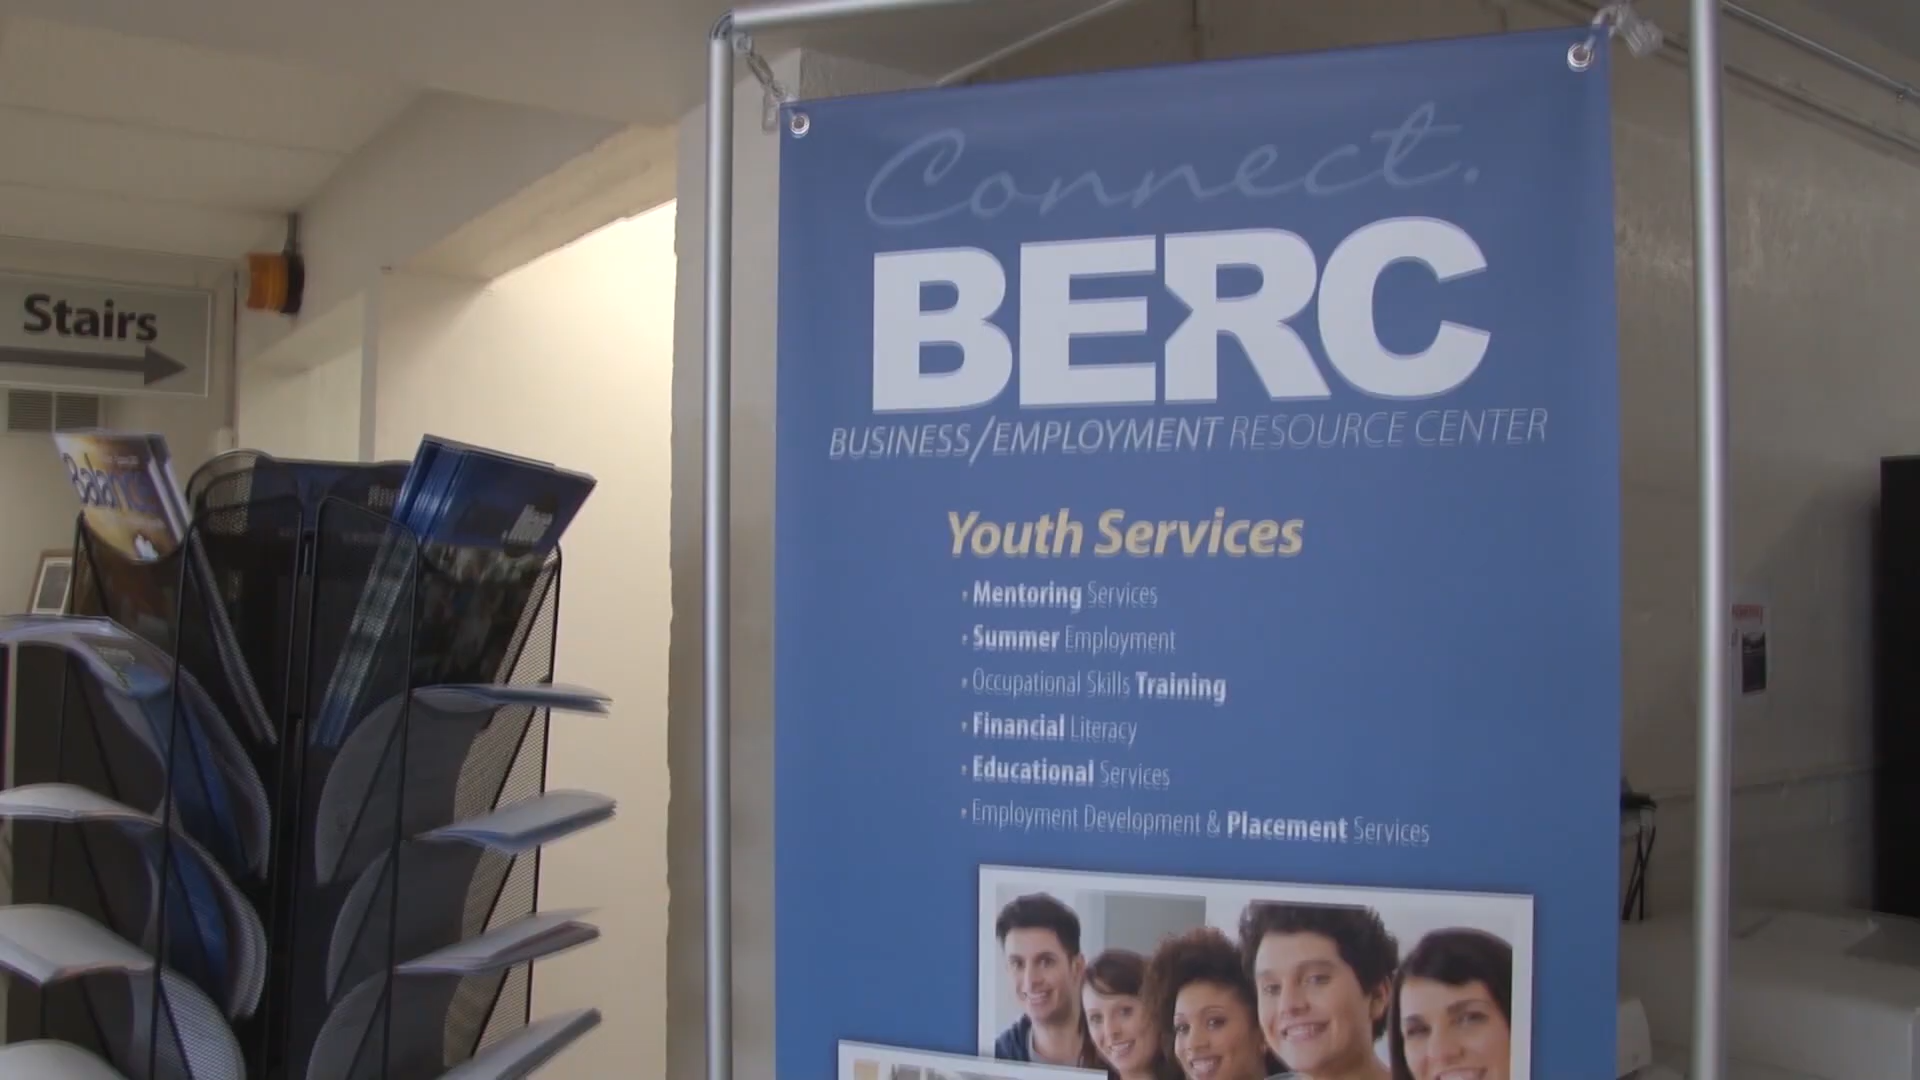 Stairs
Balance
Connect.
BERC
BUSINESS/EMPLOYMENT RESOURCE CENTER
Youth Services
• Mentoring Services
• Summer Employment
• Occupational Skills Training
• Financial Literacy
• Educational Services
• Employment Development & Placement Services